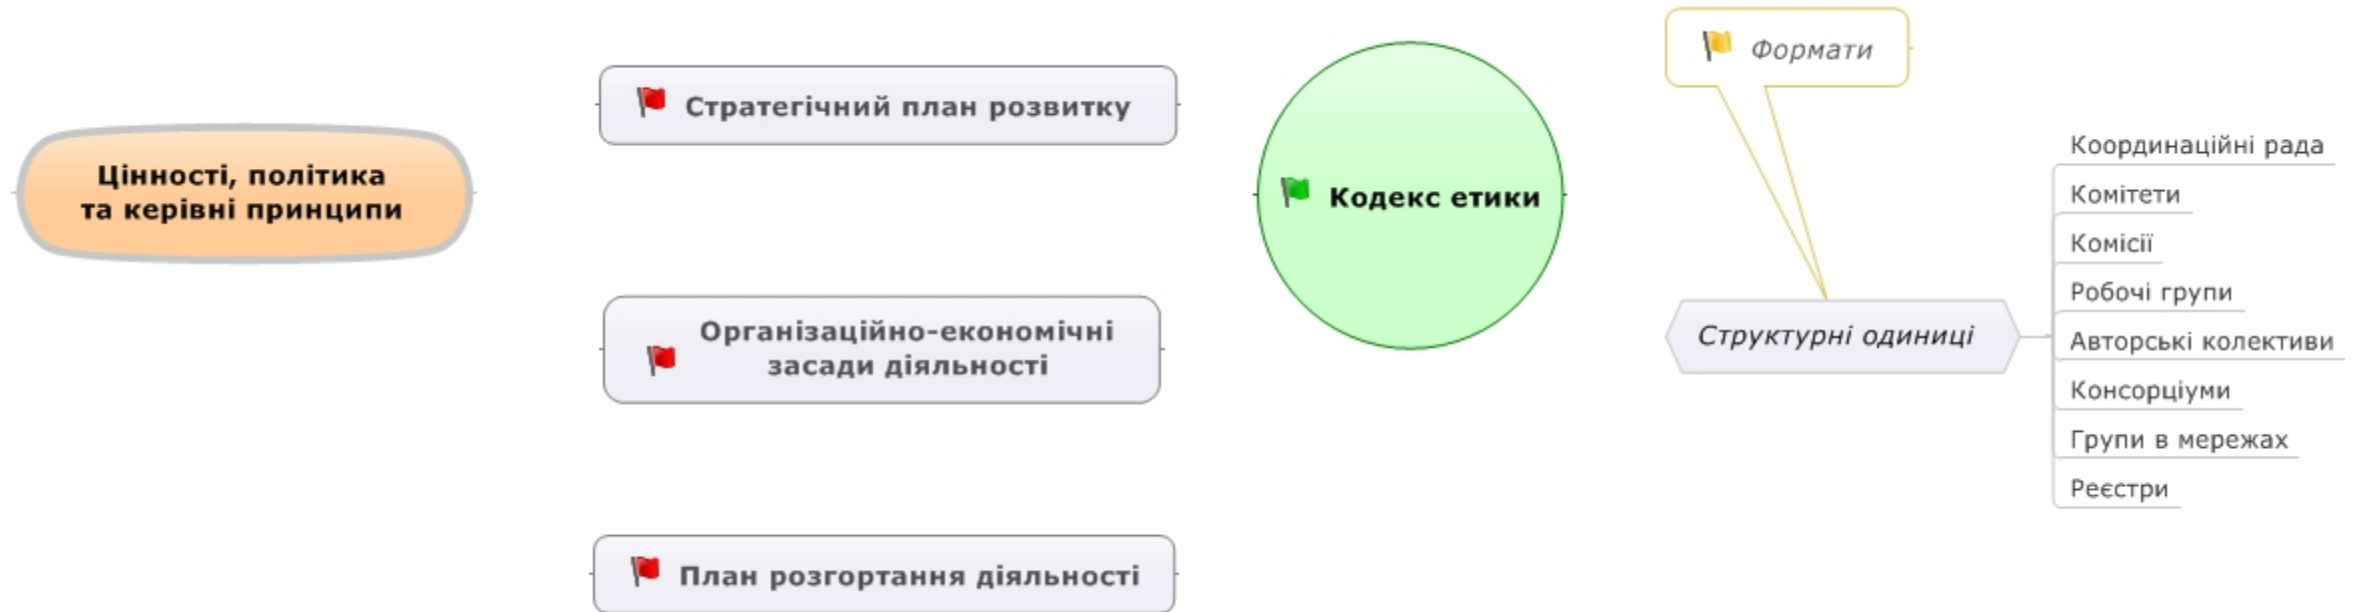 Цінності, політика
та керівні принципи
Стратегічний план розвитку
Організаційно-економічні
засади діяльності
План розгортання діяльності
Кодекс етики
Формати
Структурні одиниці
Координаційні рада
Комітети
Комісії
Робочі групи
Авторські колективи
Консорціуми
Групи в мережах
Реєстри